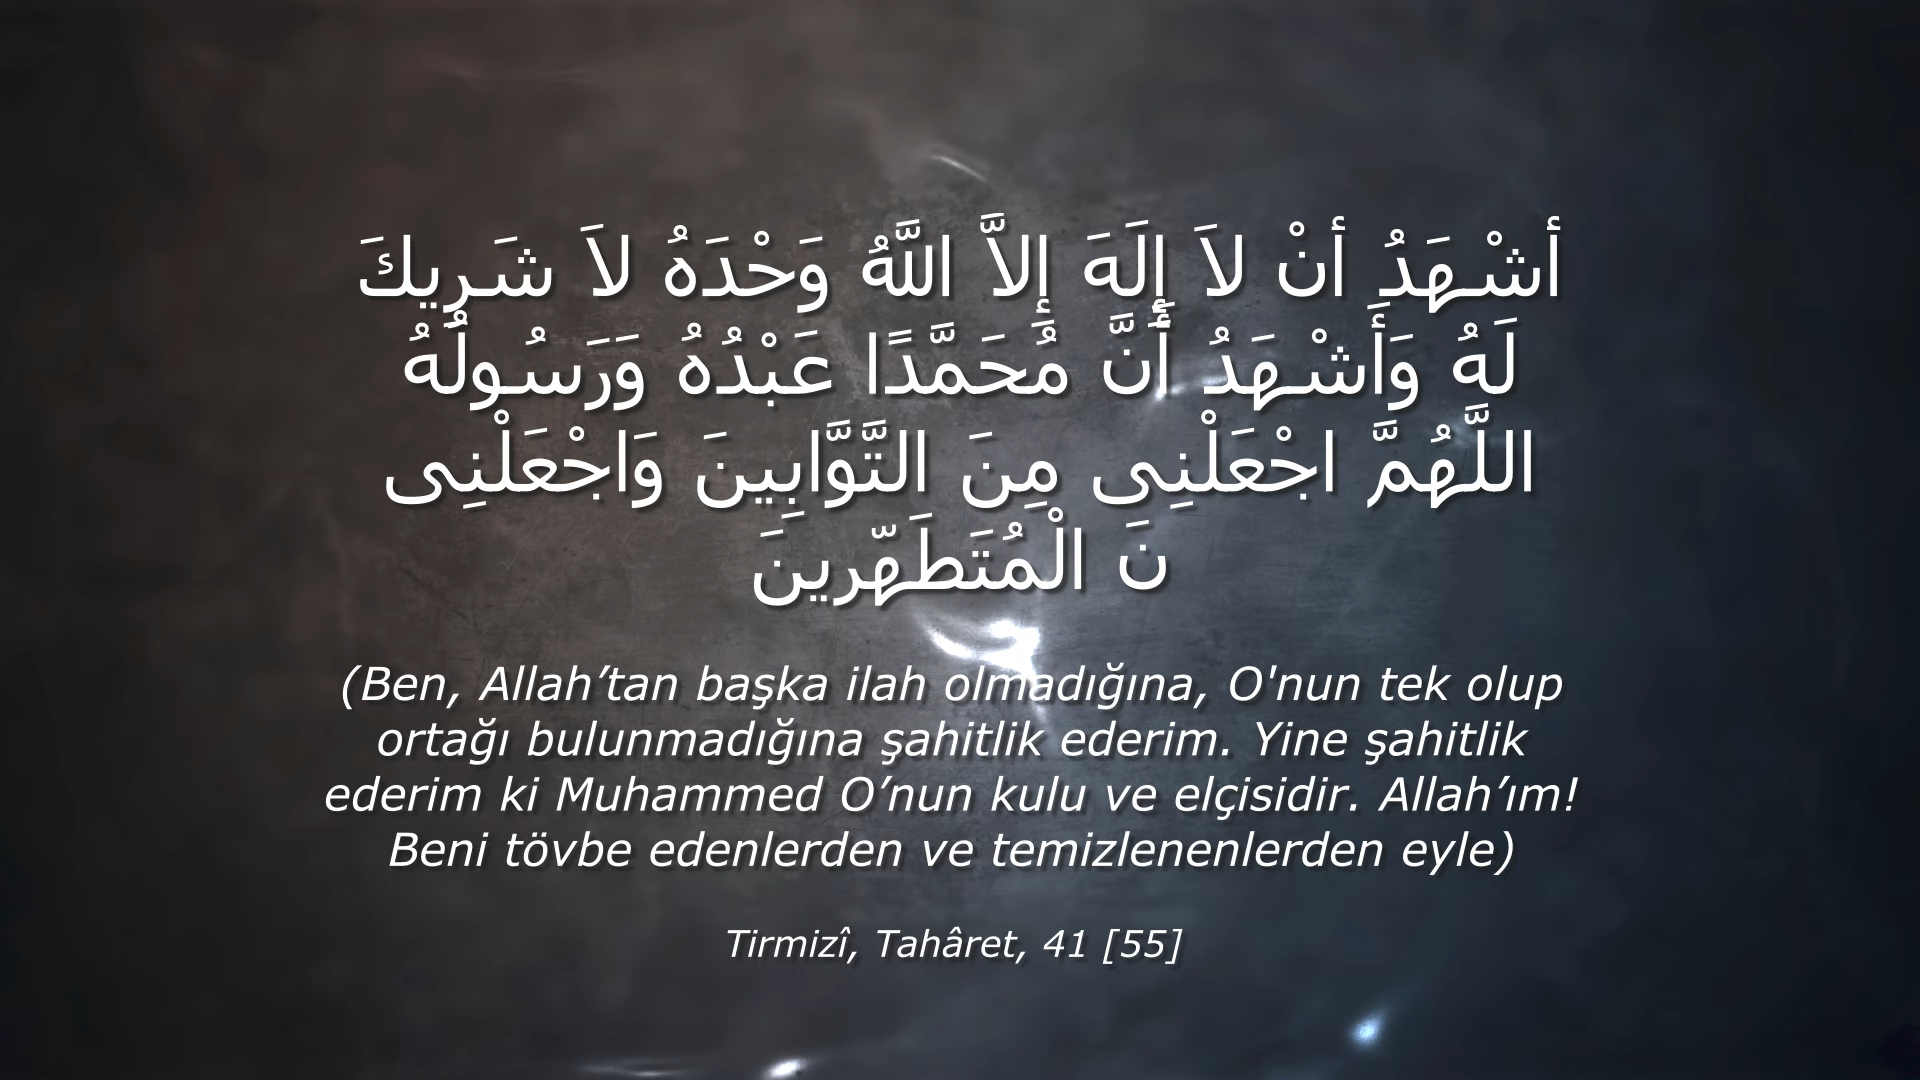 أشْهَدُ أنْ لاَ إِلَهَ إِلاَّ اللَّهُ وَحْدَهُ لاَ شَرِيكَ
لَهُ وَأَشْهَدُ أَنَّ مُحَمَّدًا عَبْدُهُ وَرَسُولُهُ
اللَّهُمَّ اجْعَلْنِى مِنَ التَّوَّابِينَ وَاجْعَلْنِى
نَ الْمُتَطَهّرينَ
(Ben, Allah’tan başka ilah olmadığına, O'nun tek olup
ortağı bulunmadığına şahitlik ederim. Yine şahitlik
ederim ki Muhammed O’nun kulu ve elçisidir. Allah’ım!
Beni tövbe edenlerden ve temizlenenlerden eyle)
Tirmizî, Tahâret, 41 [55]